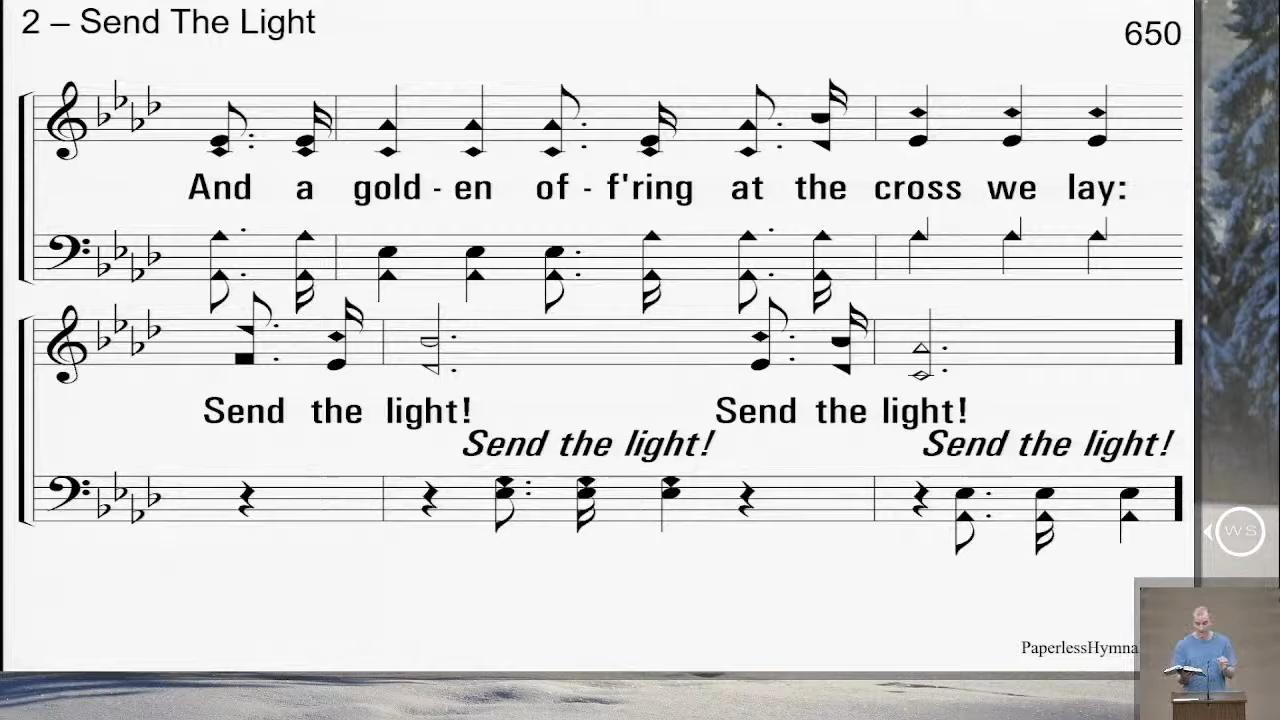 2 – Send The Light
650
And a gold - en of - f'ring at the cross we lay:
Send the light! Send the light!
Send the light! Send the light!
WS
PaperlessHymna